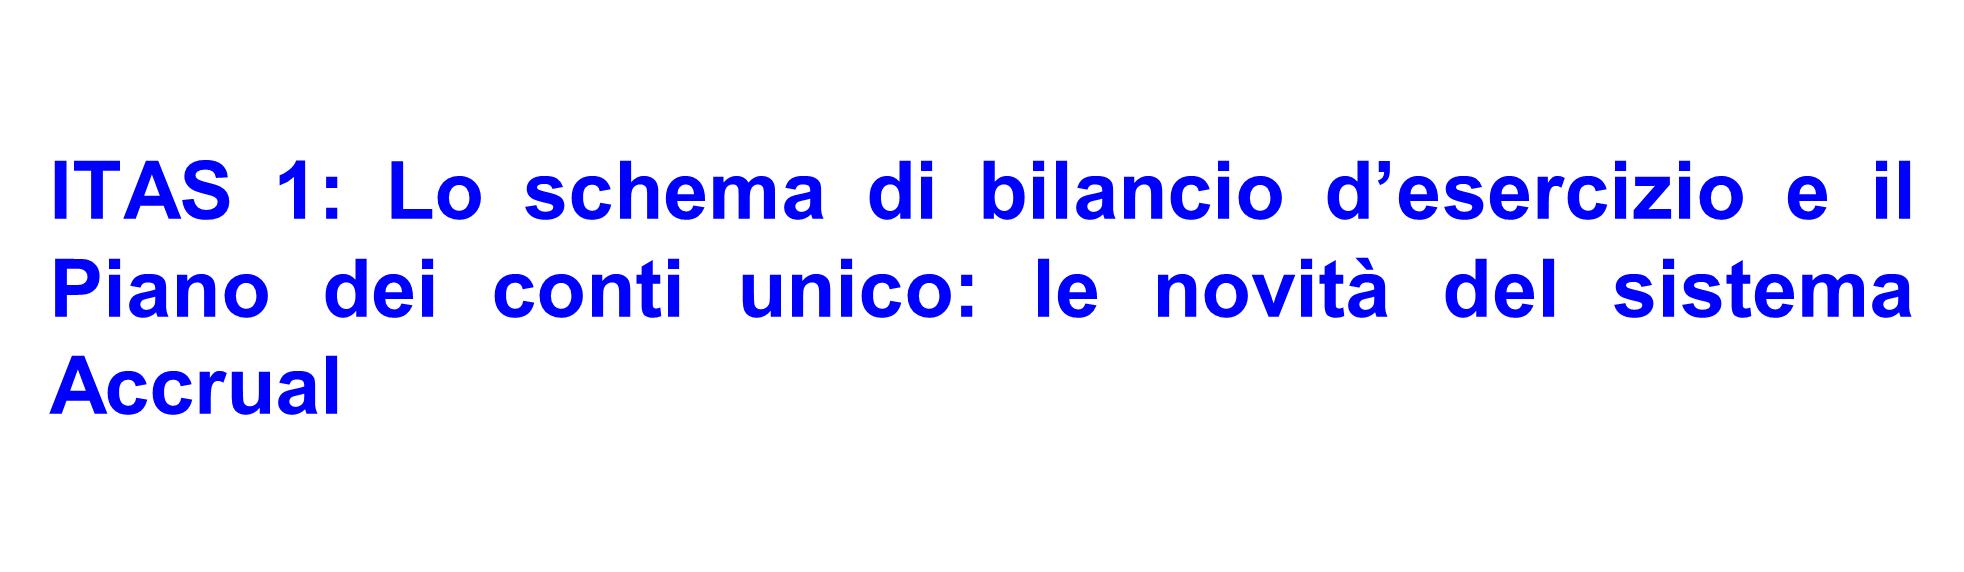 ITAS 1: Lo schema di bilancio d’esercizio e il
Piano dei conti unico: le novità del sistema
Accrual